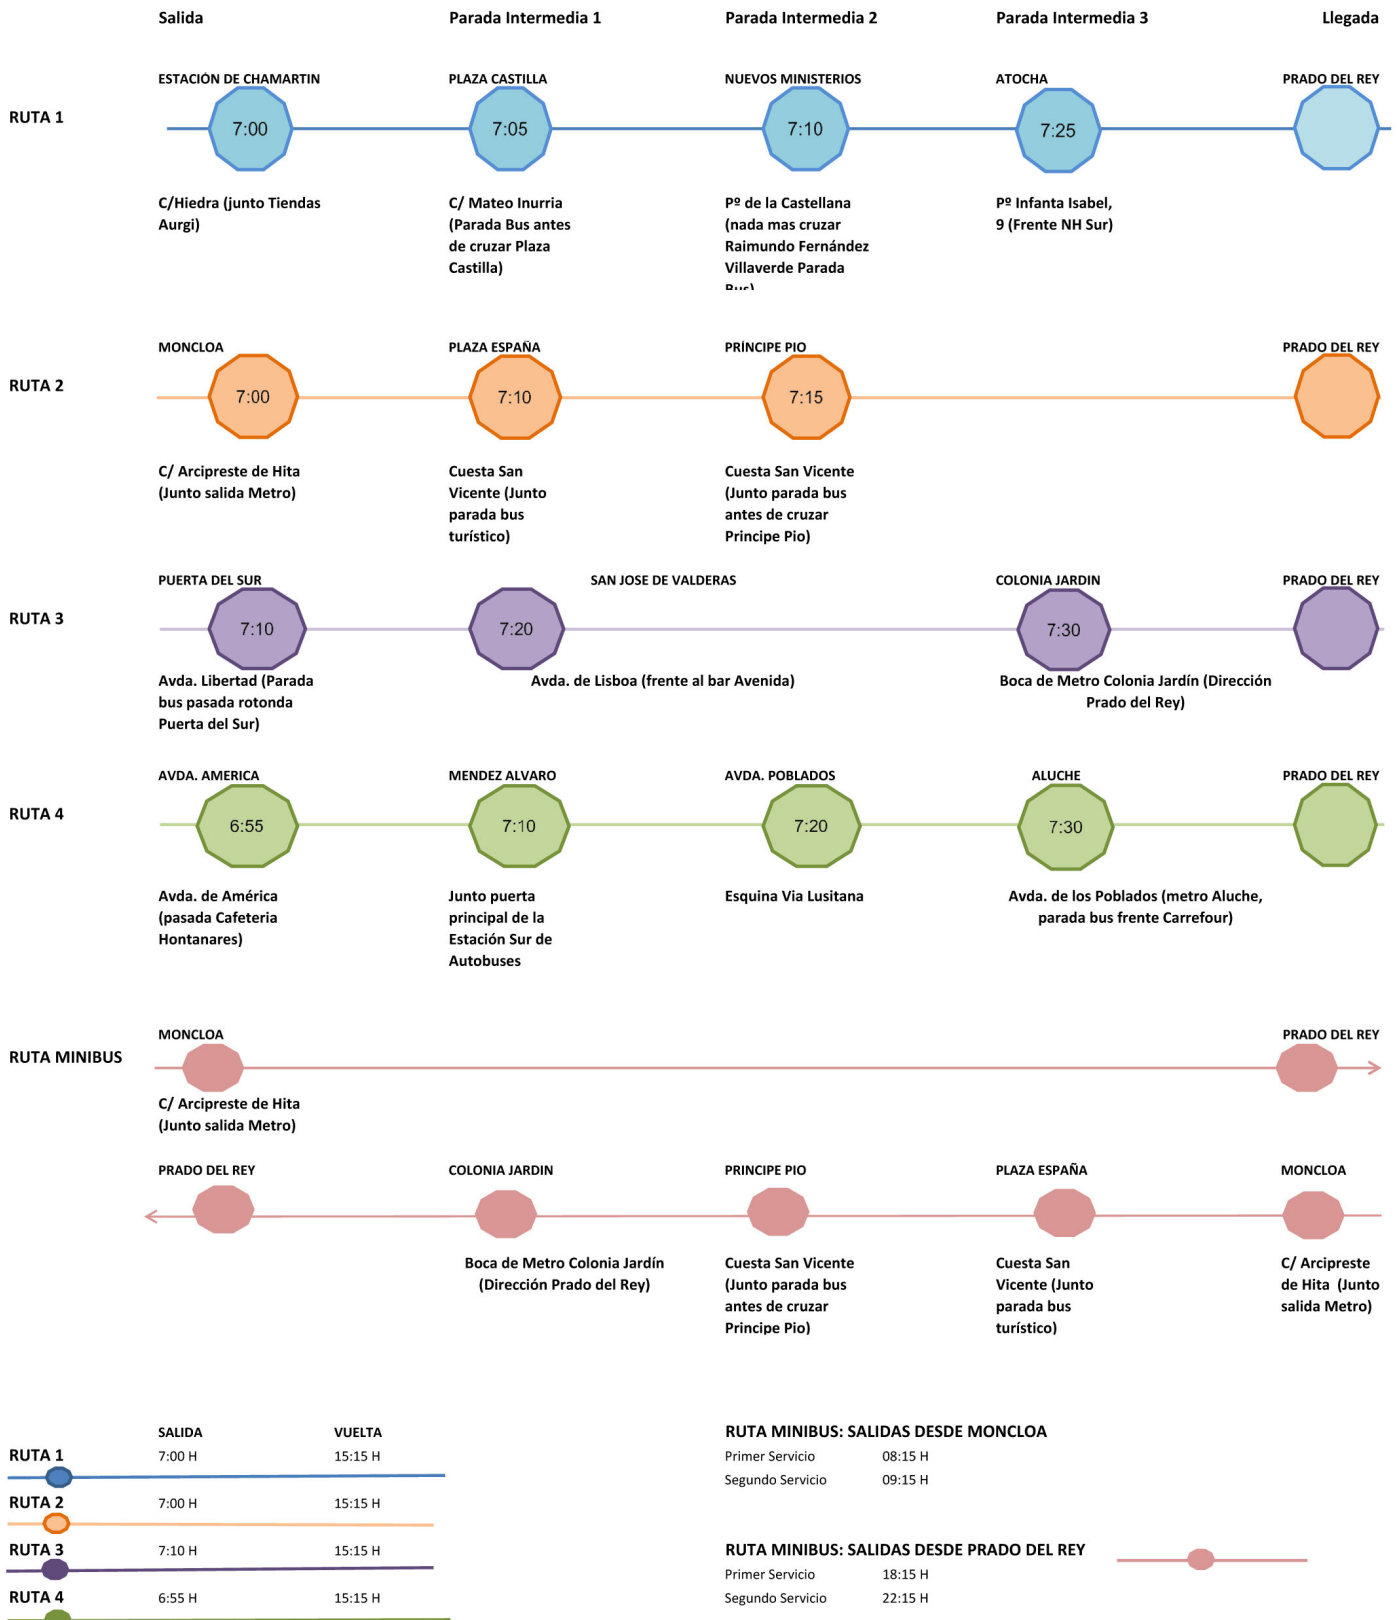 Salida Parada Intermedia 1 Parada Intermedia 2 Parada Intermedia 3 Llegada
ESTACIÓN DE CHAMARTIN PLAZA CASTILLA NUEVOS MINISTERIOS ATOCHA PRADO DEL REY
RUTA 1
7:00 7:05 7:10 7:25
C/Hiedra (junto Tiendas
Aurgi)
C/ Mateo Inurria
(Parada Bus antes
de cruzar Plaza
Castilla)
Pº de la Castellana
(nada mas cruzar
Raimundo Fernández
Villaverde Parada
Bus)
Pº Infanta Isabel,
9 (Frente NH Sur)
MONCLOA PLAZA ESPAÑA PRÍNCIPE PIO PRADO DEL REY
RUTA 2
7:00 7:10 7:15
C/ Arcipreste de Hita
(Junto salida Metro)
Cuesta San
Vicente (Junto
parada bus
turístico)
Cuesta San Vicente
(Junto parada bus
antes de cruzar
Principe Pio)
PUERTA DEL SUR SAN JOSE DE VALDERAS COLONIA JARDIN PRADO DEL REY
RUTA 3
7:10 7:20 7:30
Avda. Libertad (Parada
bus pasada rotonda
Puerta del Sur)
Avda. de Lisboa (frente al bar Avenida)
Boca de Metro Colonia Jardín (Dirección
Prado del Rey)
AVDA. AMERICA MENDEZ ALVARO AVDA. POBLADOS ALUCHE PRADO DEL REY
RUTA 4
6:55 7:10 7:20 7:30
Avda. de América
(pasada Cafeteria
Hontanares)
Junto puerta
principal de la
Estación Sur de
Autobuses
Esquina Via Lusitana
Avda. de los Poblados (metro Aluche,
parada bus frente Carrefour)
MONCLOA PRADO DEL REY
RUTA MINIBUS
C/ Arcipreste de Hita
(Junto salida Metro)
PRADO DEL REY COLONIA JARDIN PRINCIPE PIO PLAZA ESPAÑA MONCLOA
Boca de Metro Colonia Jardín
(Dirección Prado del Rey)
Cuesta San Vicente
(Junto parada bus
antes de cruzar
Principe Pio)
Cuesta San
Vicente (Junto
parada bus
turístico)
C/ Arcipreste
de Hita (Junto
salida Metro)
SALIDA VUELTA
RUTA 1 7:00 H 15:15 H
RUTA 2 7:00 H 15:15 H
RUTA 3 7:10 H 15:15 H
RUTA 4 6:55 H 15:15 H
RUTA MINIBUS: SALIDAS DESDE MONCLOA
Primer Servicio 08:15 H
Segundo Servicio 09:15 H
RUTA MINIBUS: SALIDAS DESDE PRADO DEL REY
Primer Servicio 18:15 H
Segundo Servicio 22:15 H